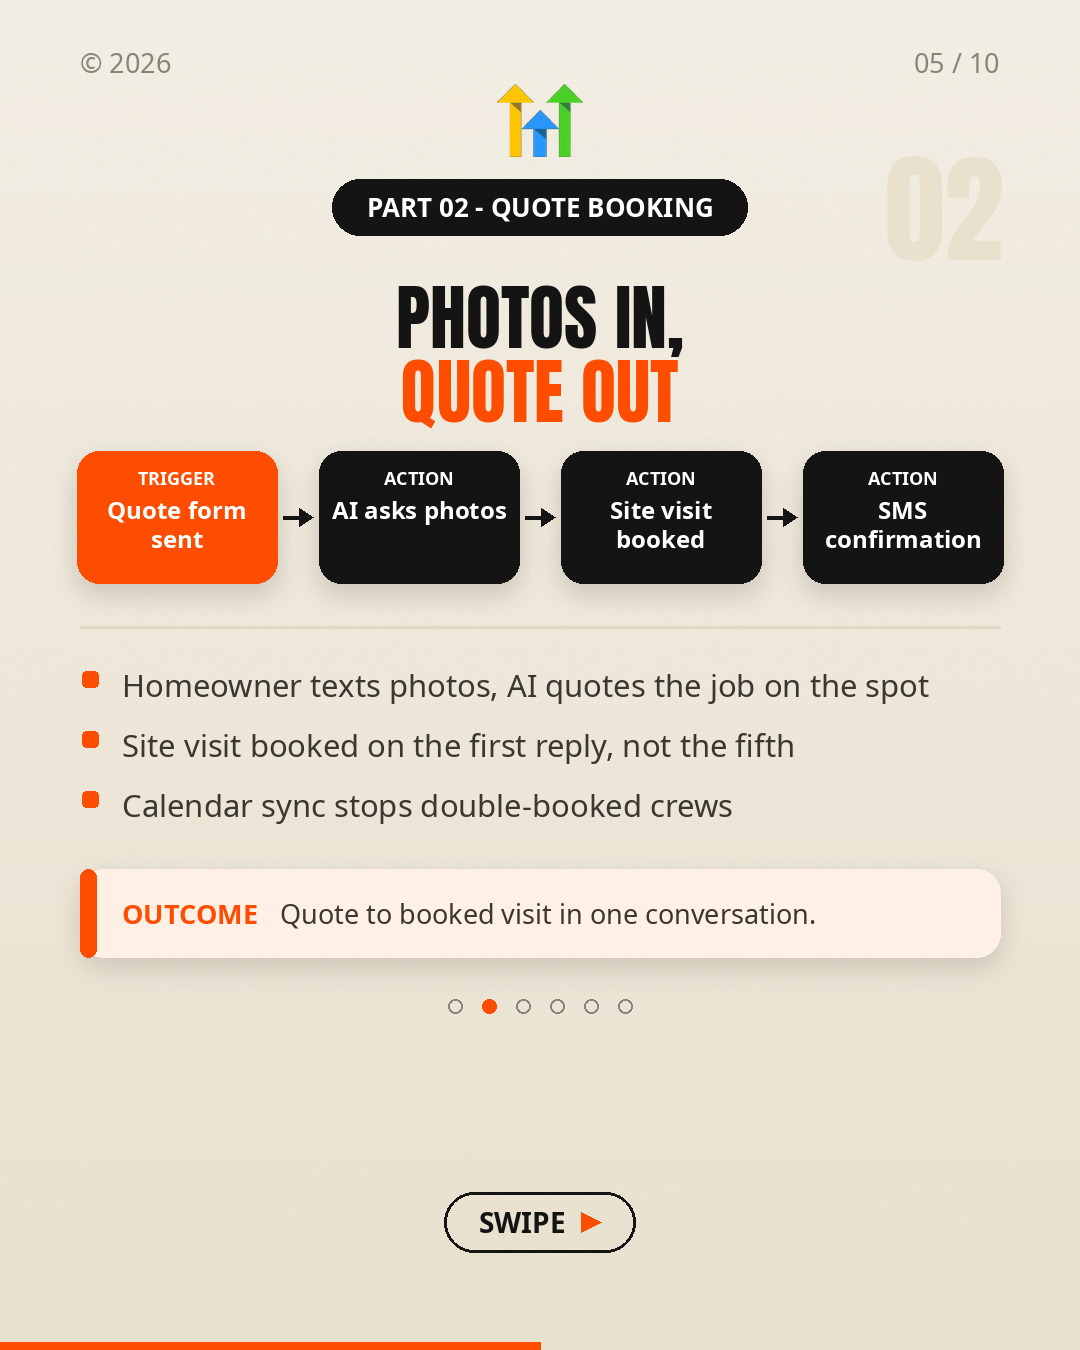 © 2026
05 / 10
PART 02 - QUOTE BOOKING
02
PHOTOS IN,
QUOTE OUT
TRIGGER
Quote form
sent
ACTION
AI asks photos
ACTION
Site visit
booked
ACTION
SMS
confirmation
Homeowner texts photos, AI quotes the job on the spot
Site visit booked on the first reply, not the fifth
Calendar sync stops double-booked crews
OUTCOME Quote to booked visit in one conversation.
SWIPE